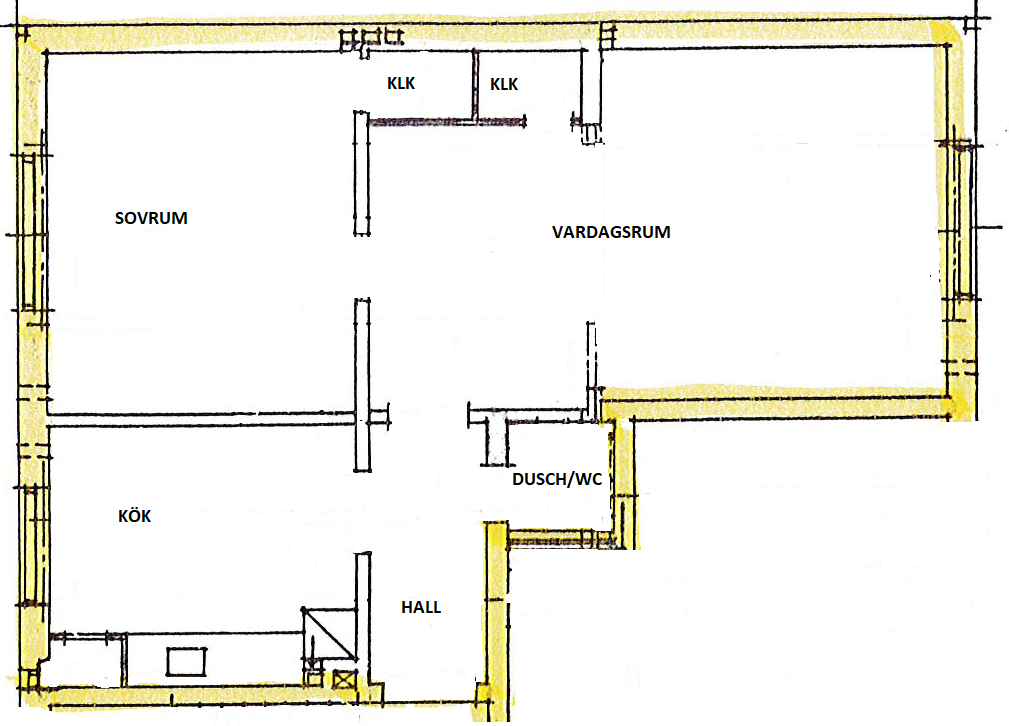 KLK
KLK
SOVRUM
VARDAGSRUM
DUSCH/WC
KÖK
HALL